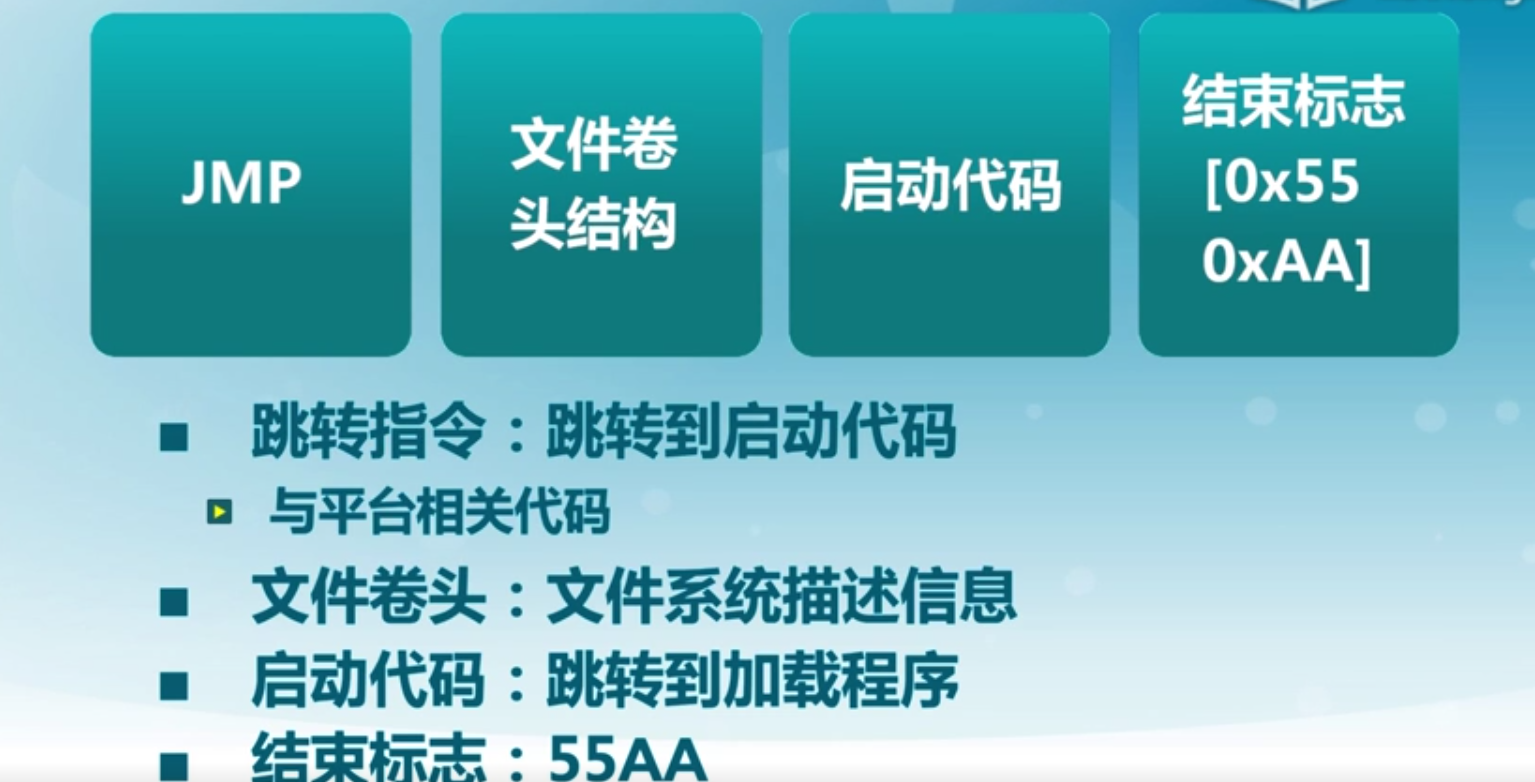 JMP
文件卷
头结构
启动代码
结束标志
[0x55
0xAA]
跳转指令：跳转到启动代码
与平台相关代码
文件卷头：文件系统描述信息
启动代码：跳转到加载程序
结束标志：55AA